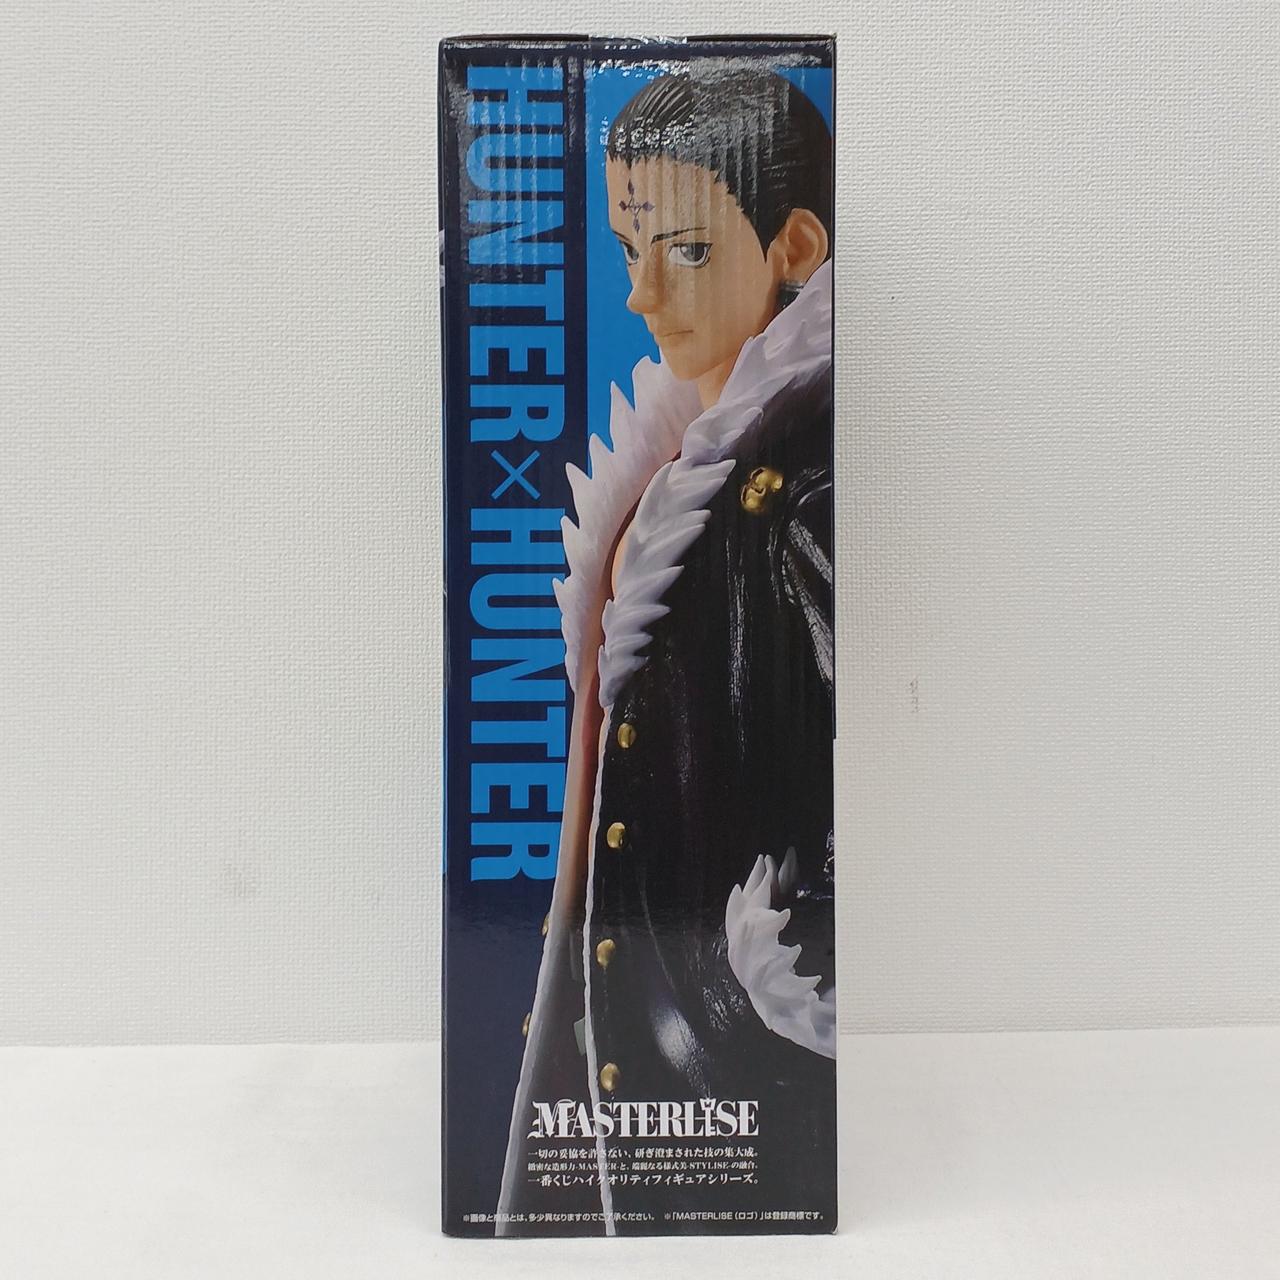 HUNTER×HUNTER
MASTERLISE
一切の妥協を許さない、研ぎ澄まされた技の集大成。
緻密な造形力-MASTER-と、端麗なる様式美-STYLISE-の融合。
一番くじハイクオリティフィギュアシリーズ。
※画像と商品とは、多少異なりますのでご了承ください。 ※「MASTERLISE(ロゴ)」は登録商標です。